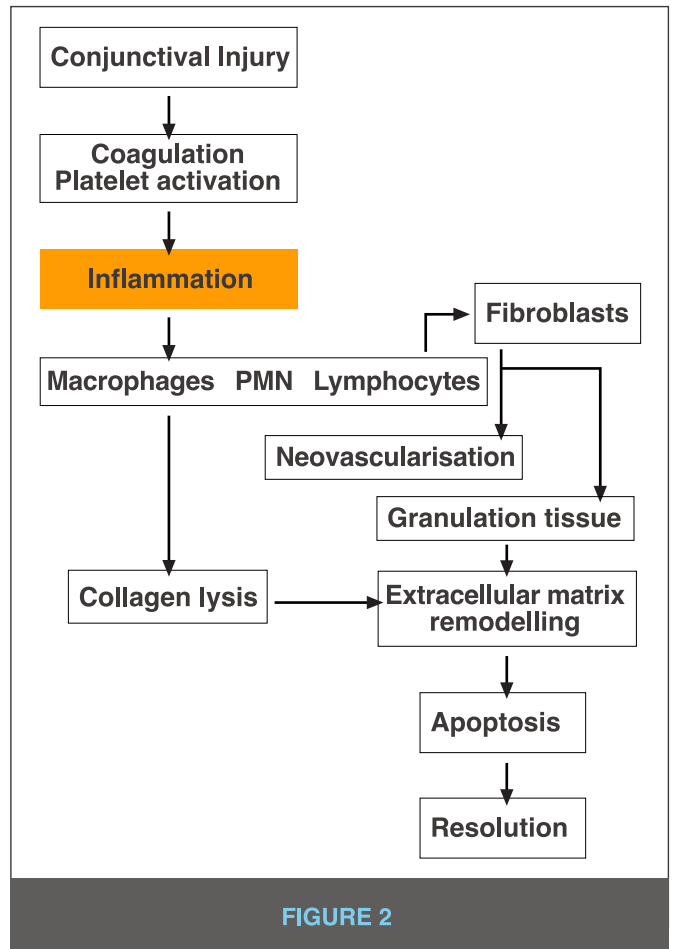 Conjunctival Injury
Coagulation
Platelet activation
Inflammation
Fibroblasts
Macrophages PMN Lymphocytes
Neovascularisation
Granulation tissue
Collagen lysis
Extracellular matrix
remodelling
Apoptosis
Resolution
FIGURE 2